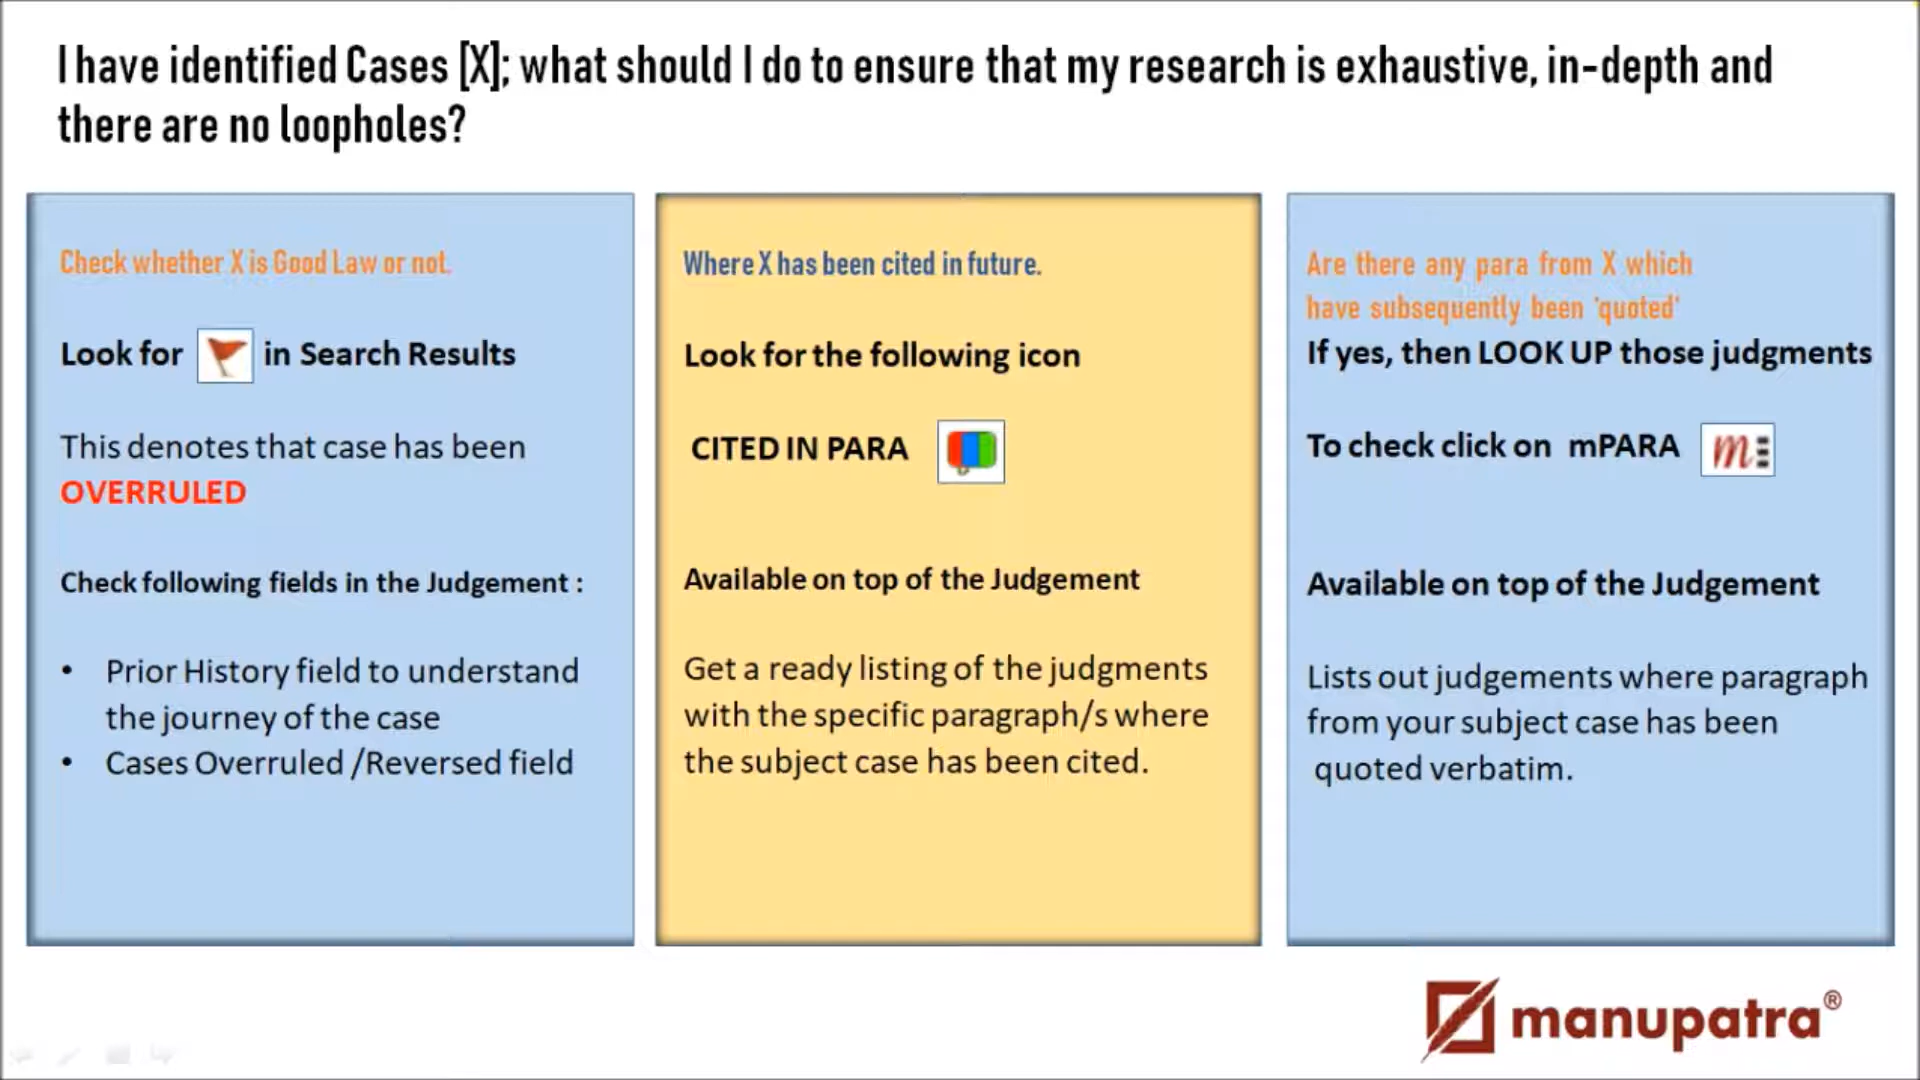 I have identified Cases [X]; what should I do to ensure that my research is exhaustive, in-depth and
there are no loopholes?
Check whether X is Good Law or not.
Look for in Search Results
This denotes that case has been
OVERRULED
Check following fields in the Judgement :
• Prior History field to understand
the journey of the case
• Cases Overruled /Reversed field
Where X has been cited in future.
Look for the following icon
CITED IN PARA
Available on top of the Judgement
Get a ready listing of the judgments
with the specific paragraph/s where
the subject case has been cited.
Are there any para from X which
have subsequently been 'quoted'
If yes, then LOOK UP those judgments
To check click on mPARA m
Available on top of the Judgement
Lists out judgements where paragraph
from your subject case has been
quoted verbatim.
manupatra®